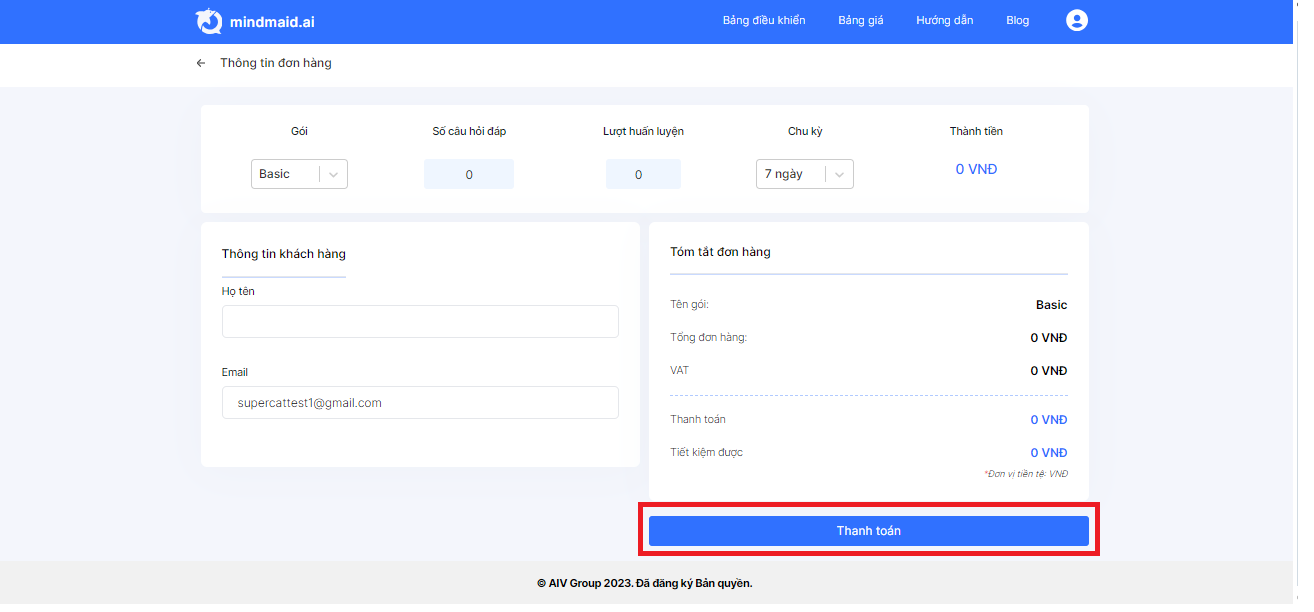 mindmaid.ai
Bảng điều khiển Bảng giá Hướng dẫn Blog
Thông tin đơn hàng
Gói Số câu hỏi đáp Lượt huấn luyện Chu kỳ Thành tiền
Basic 0 0 7 ngày 0 VNĐ
Thông tin khách hàng
Họ tên
Email
supercattest1@gmail.com
Tóm tắt đơn hàng
Tên gói: Basic
Tổng đơn hàng: 0 VNĐ
VAT 0 VNĐ
Thanh toán 0 VNĐ
Tiết kiệm được 0 VNĐ
*Đơn vị tiền tệ: VNĐ
Thanh toán
© AIV Group 2023. Đã đăng ký Bản quyền.